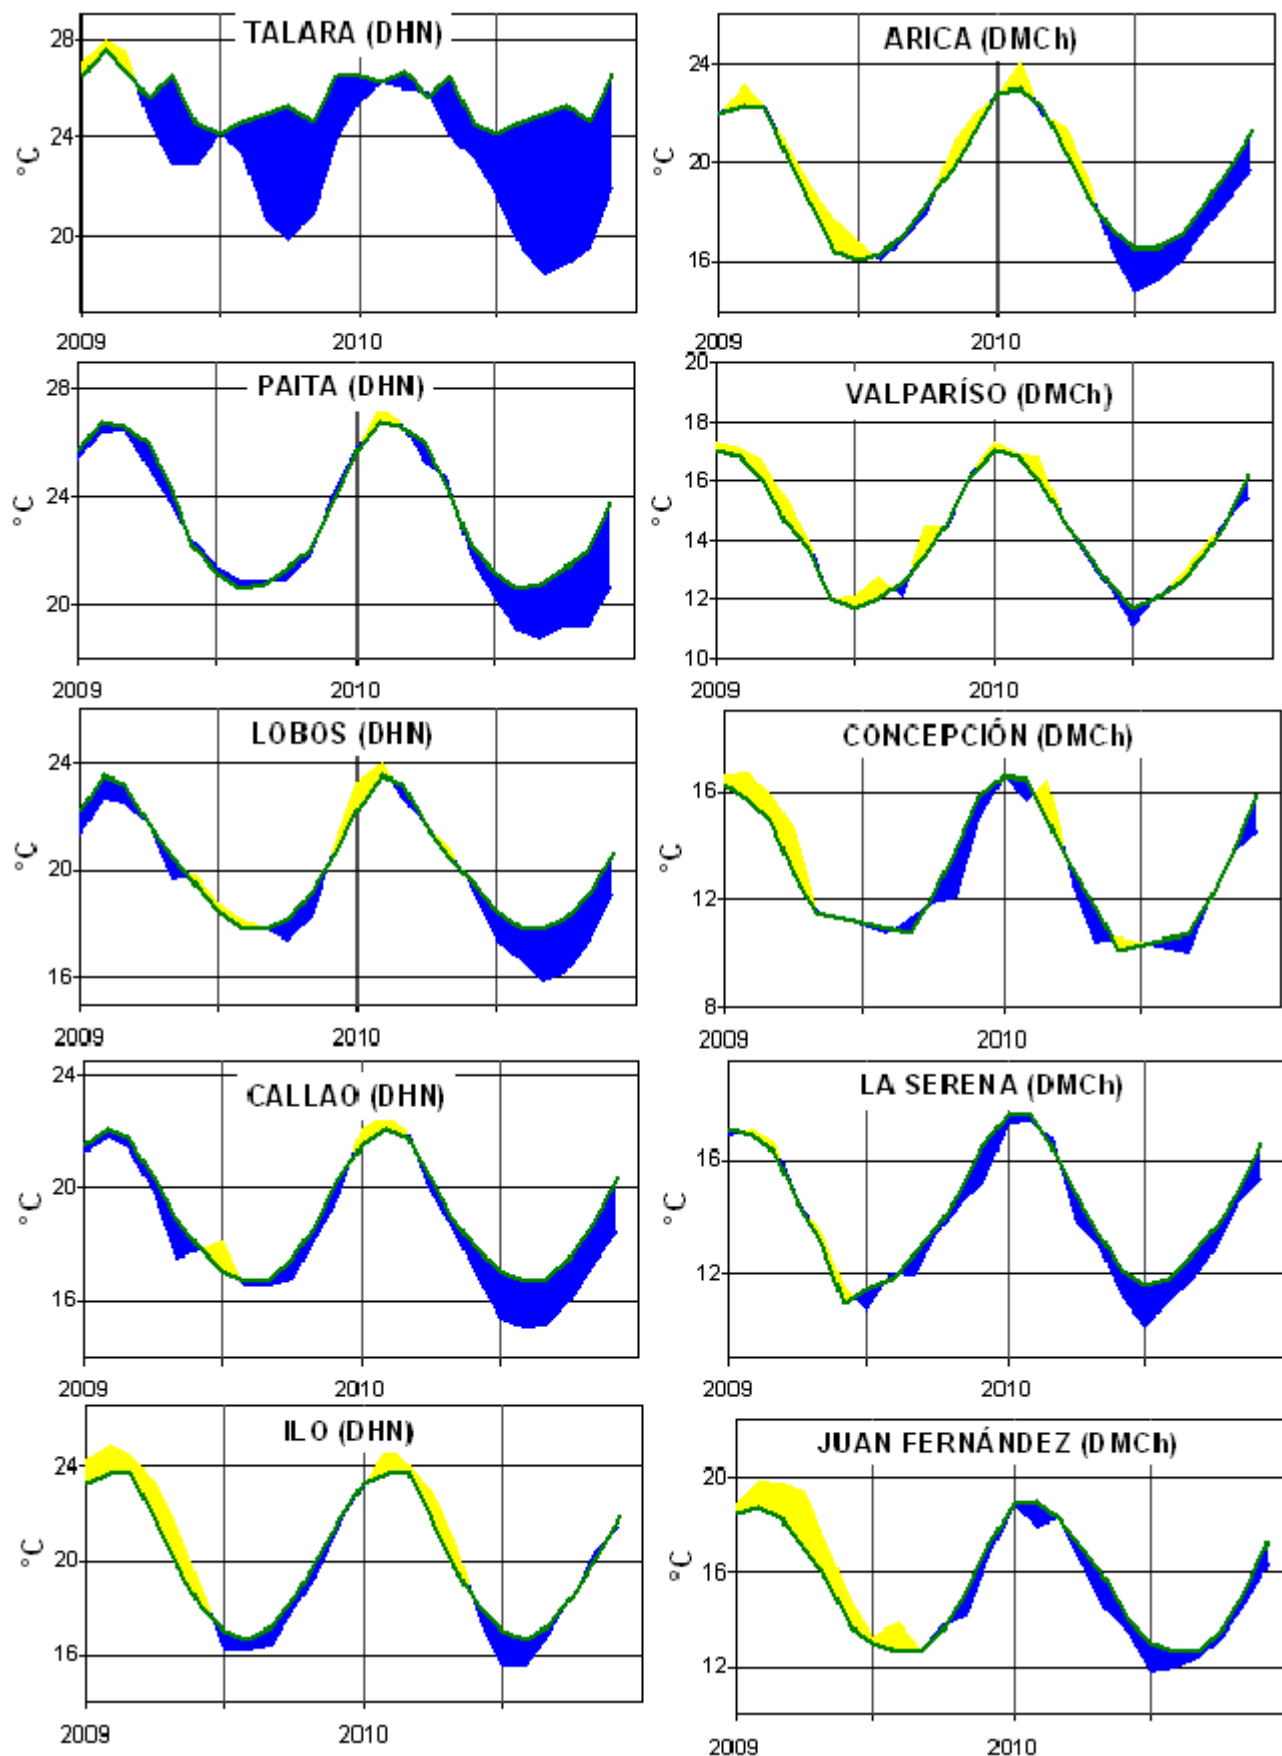 TALARA (DHN)
28
24
20
°C
2009
2010
ARICA (DMCh)
24
20
16
°C
2009
2010
PAITA (DHN)
28
24
20
°C
2009
2010
VALPARÍSO (DMCh)
20
18
16
14
12
10
°C
2009
2010
LOBOS (DHN)
24
20
16
°C
2009
2010
CONCEPCIÓN (DMCh)
16
12
8
°C
2009
2010
CALLAO (DHN)
24
20
16
°C
2009
2010
LA SERENA (DMCh)
16
12
°C
2009
2010
ILO (DHN)
24
20
16
°C
2009
2010
JUAN FERNÁNDEZ (DMCh)
20
16
12
°C
2009
2010